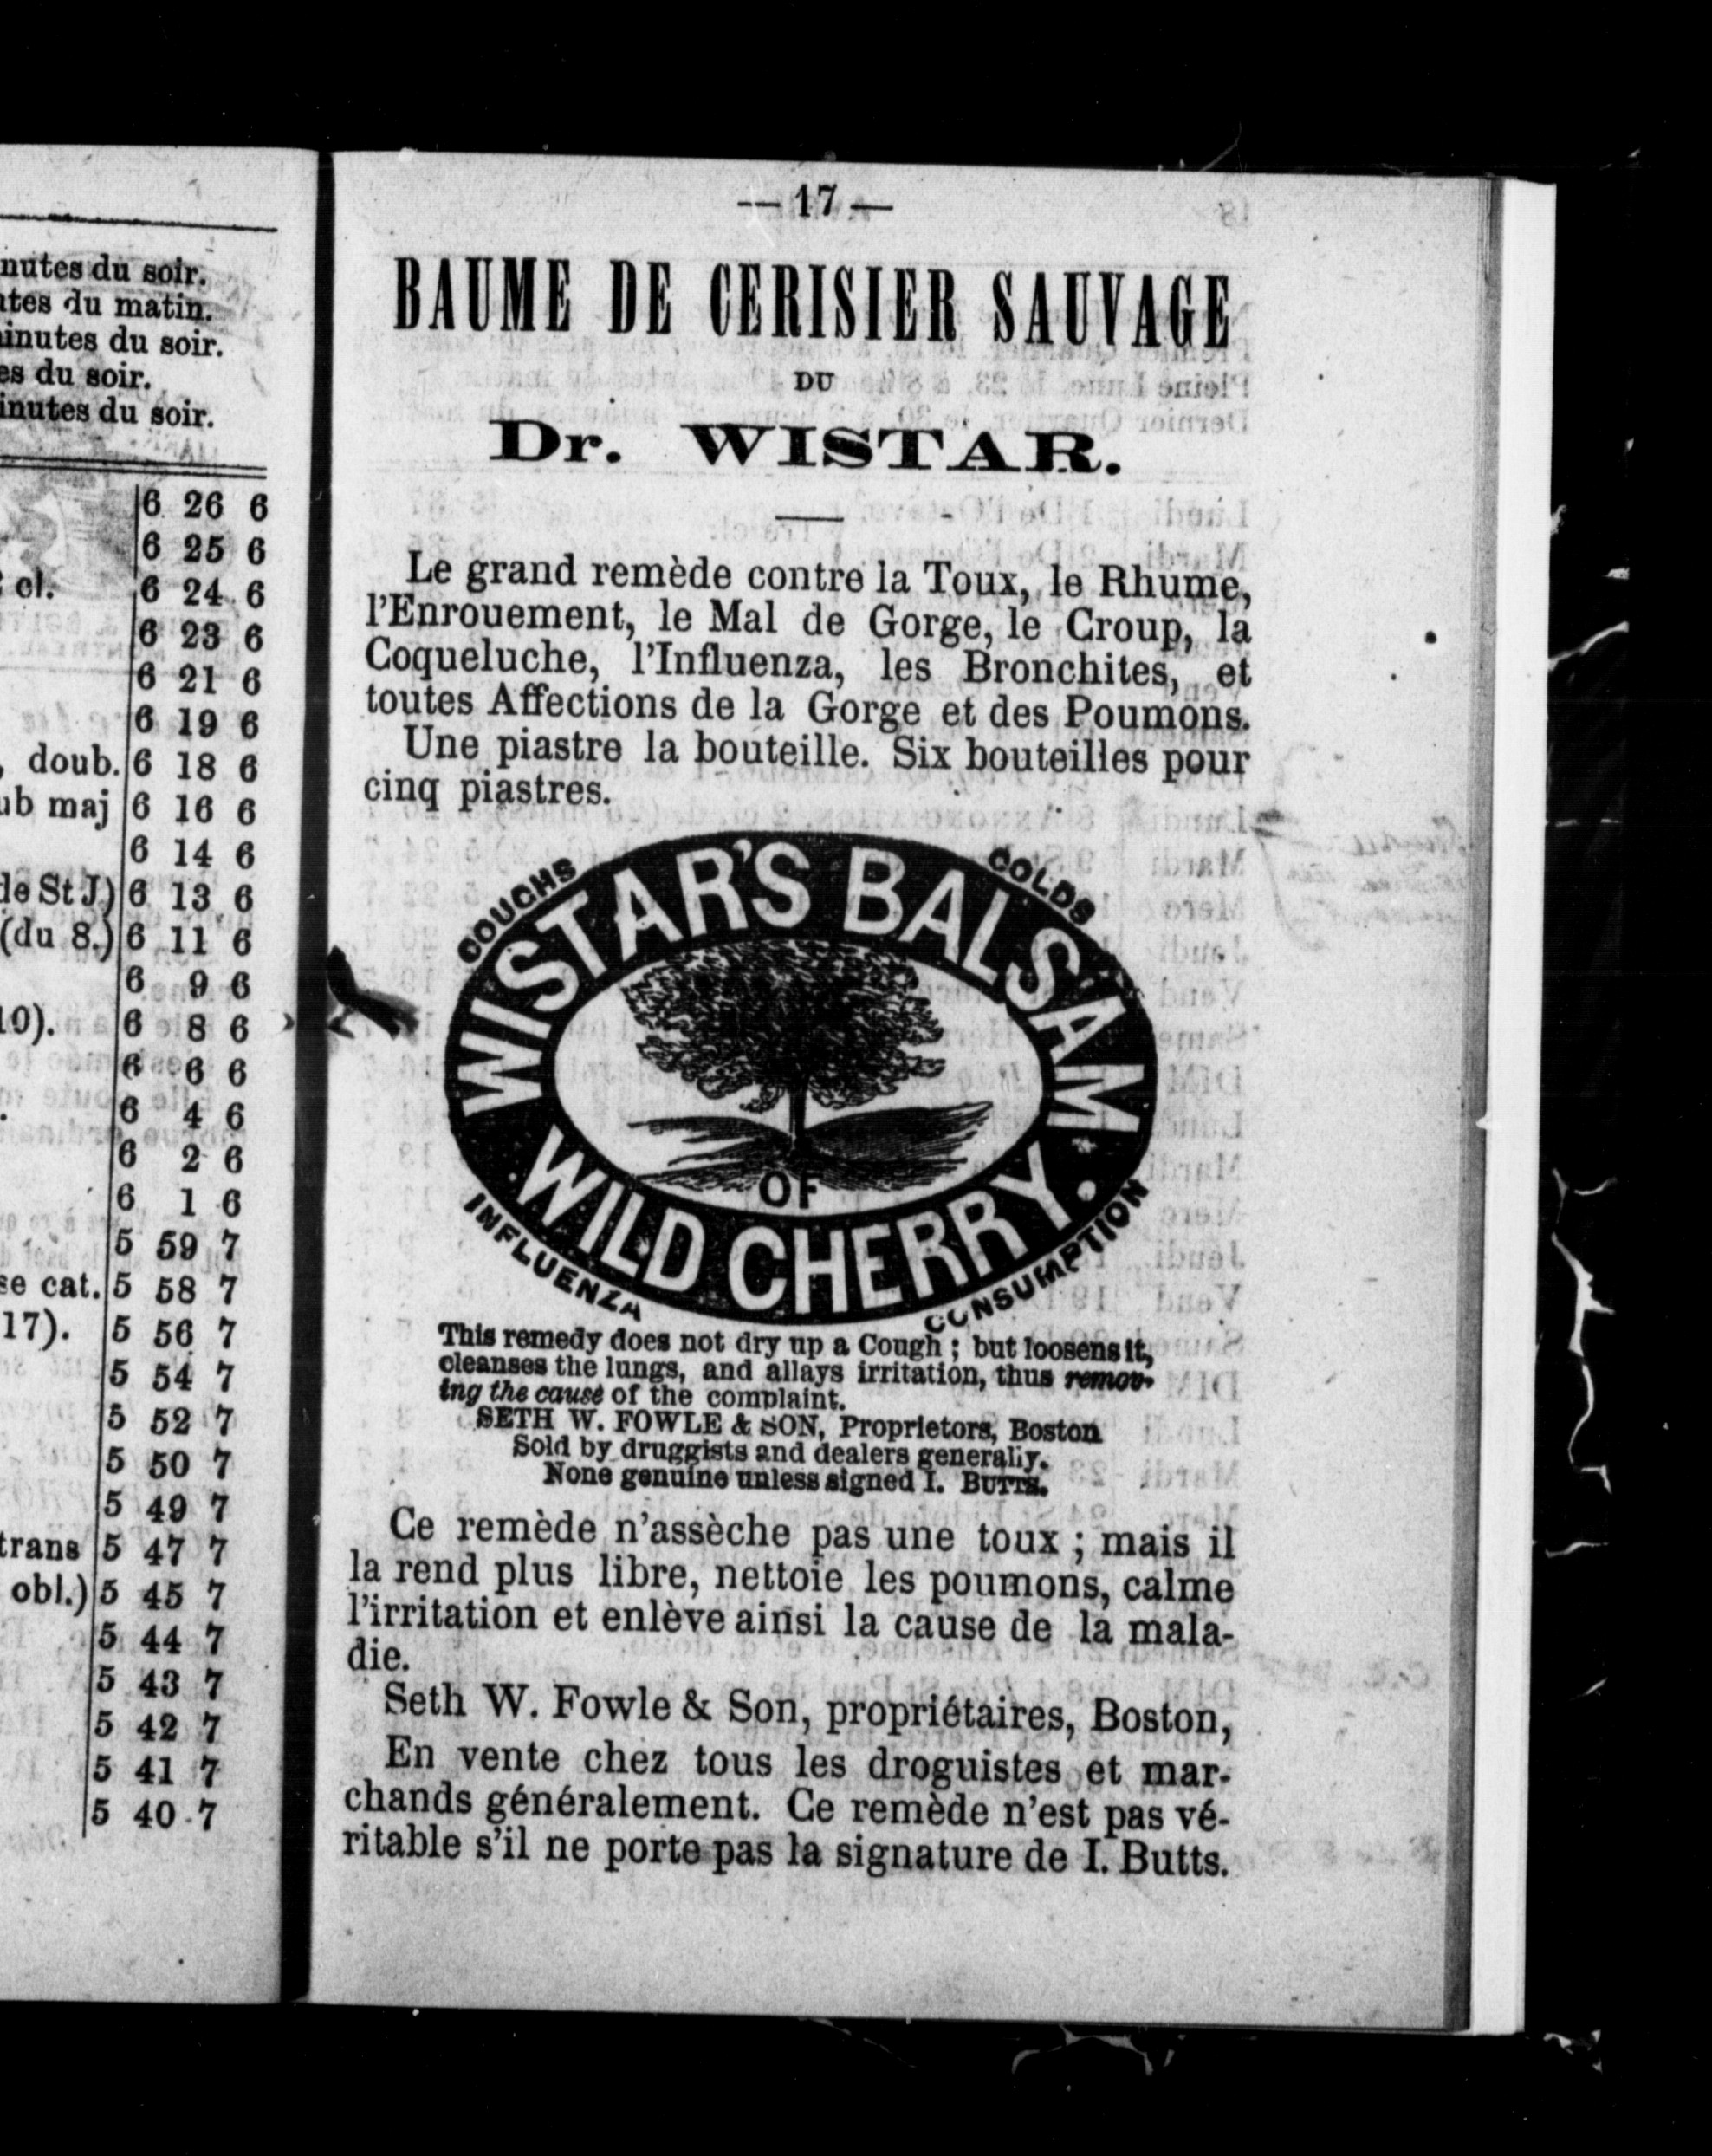 nutes du soir.
tes du matin.
inutes du soir.
es du soir.
inutes du soir.
6 26 6
6 25 6
cl. 6 24 6
6 23 6
6 21 6
6 19 6
, doub. 6 18 6
ub maj 6 16 6
6 14 6
de St J.) 6 13 6
(du 8.) 6 11 6
6 9 6
10). 6 8 6
6 6 6
6 4 6
6 2 6
6 1 6
5 59 7
se cat. 5 58 7
17). 5 56 7
5 54 7
5 52 7
5 50 7
5 49 7
trans 5 47 7
obl.) 5 45 7
5 44 7
5 43 7
5 42 7
5 41 7
5 40 7
— 17 —
BAUME DE CERISIER SAUVAGE
DU
Dr. WISTAR.
Le grand remède contre la Toux, le Rhume,
l'Enrouement, le Mal de Gorge, le Croup, la
Coqueluche, l'Influenza, les Bronchites, et
toutes Affections de la Gorge et des Poumons.
Une piastre la bouteille. Six bouteilles pour
cinq piastres.
COUGHS
COLDS
WISTAR'S BALSAM
OF
WILD CHERRY
INFLUENZA
CONSUMPTION
This remedy does not dry up a Cough ; but loosens it,
cleanses the lungs, and allays irritation, thus remov-
ing the cause of the complaint.
SETH W. FOWLE & SON, Proprietors, Boston
Sold by druggists and dealers generally.
None genuine unless signed I. BUTTS.
Ce remède n'assèche pas une toux ; mais il
la rend plus libre, nettoie les poumons, calme
l'irritation et enlève ainsi la cause de la mala-
die.
Seth W. Fowle & Son, propriétaires, Boston,
En vente chez tous les droguistes et mar-
chands généralement. Ce remède n'est pas vé-
ritable s'il ne porte pas la signature de I. Butts.